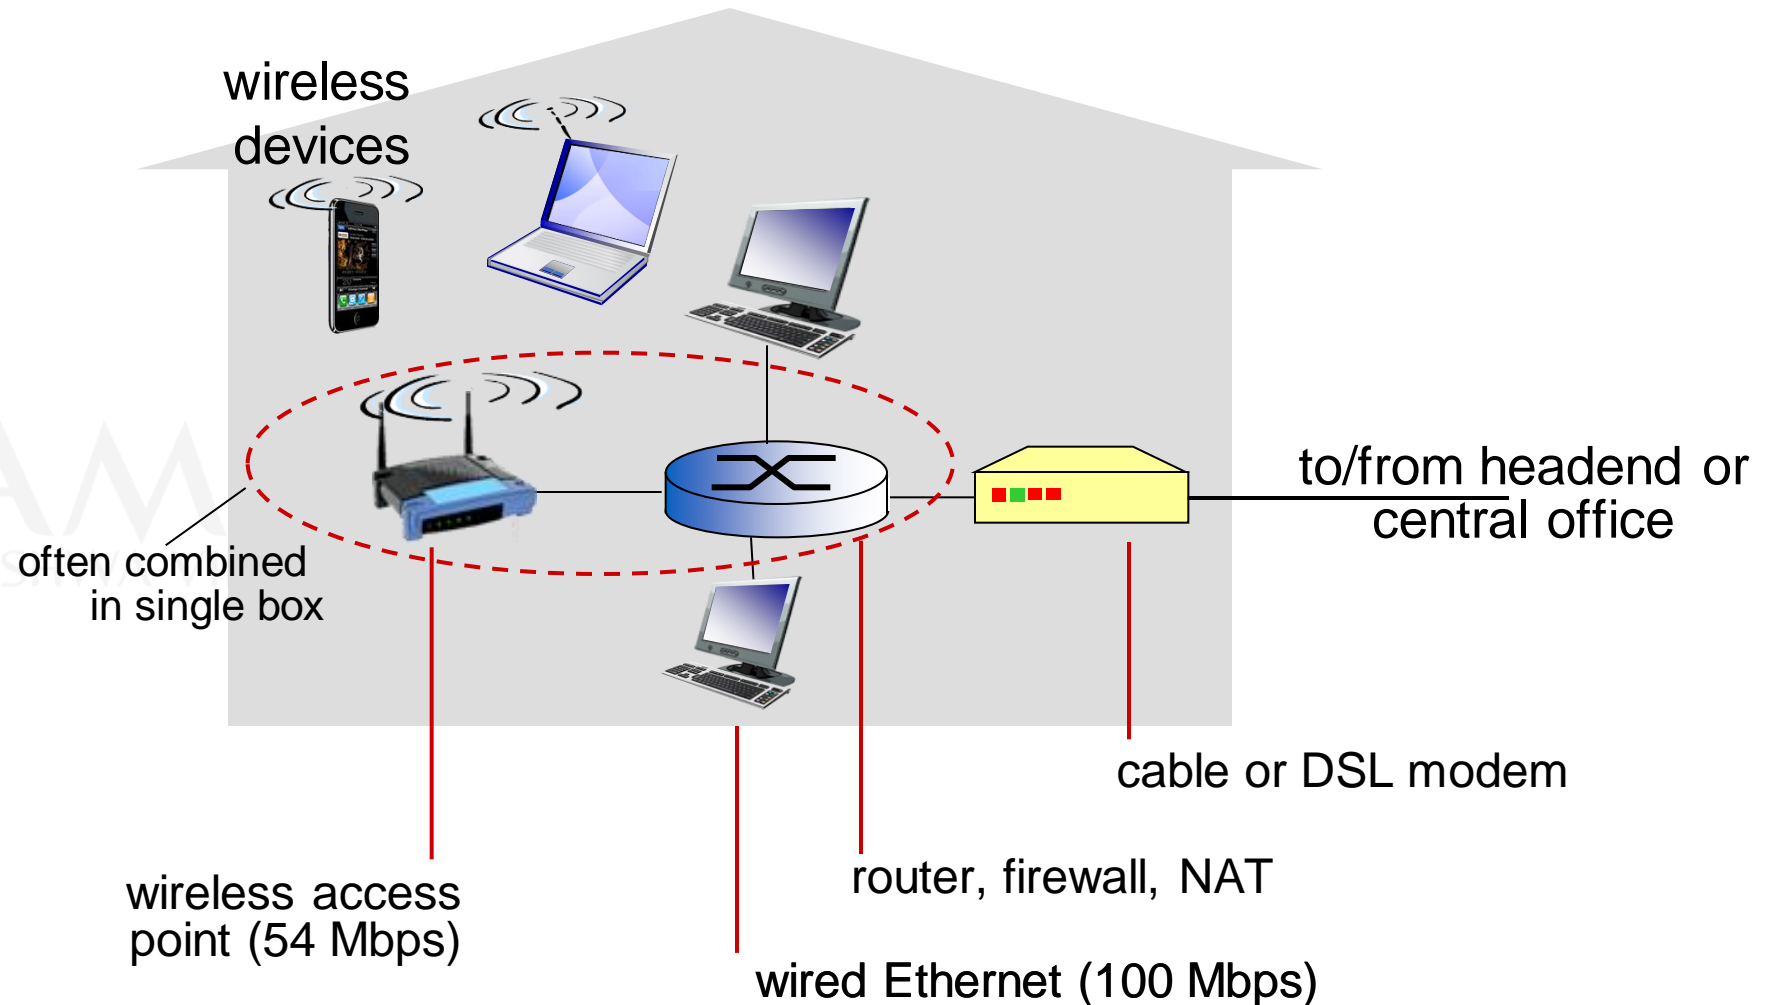 wireless
devices
to/from headend or
central office
often combined
in single box
cable or DSL modem
router, firewall, NAT
wireless access
point (54 Mbps)
wired Ethernet (100 Mbps)